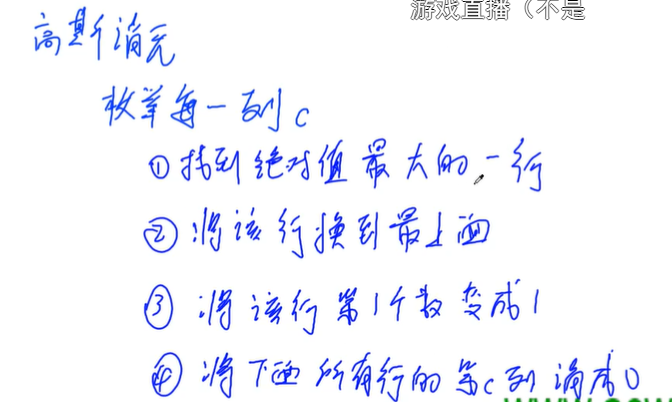 游戏直播（不是
高斯消元
枚举每一列c
①找到绝对值最大的一行
②将该行换到最上面
③将该行第1个数变成1
④将下面所有行的第c列消成0